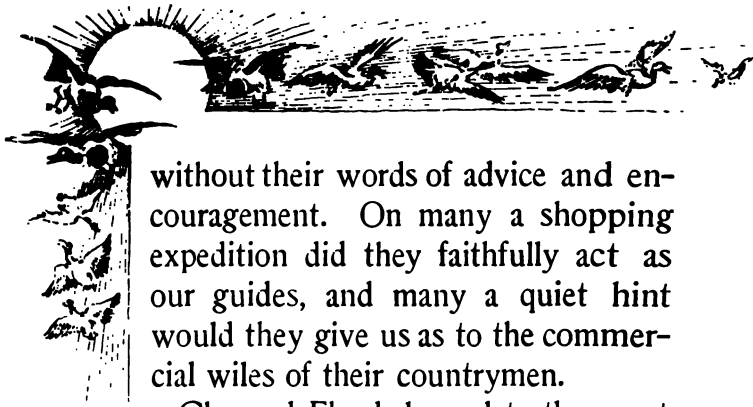 without their words of advice and en-
couragement. On many a shopping
expedition did they faithfully act as
our guides, and many a quiet hint
would they give us as to the commer-
cial wiles of their countrymen.